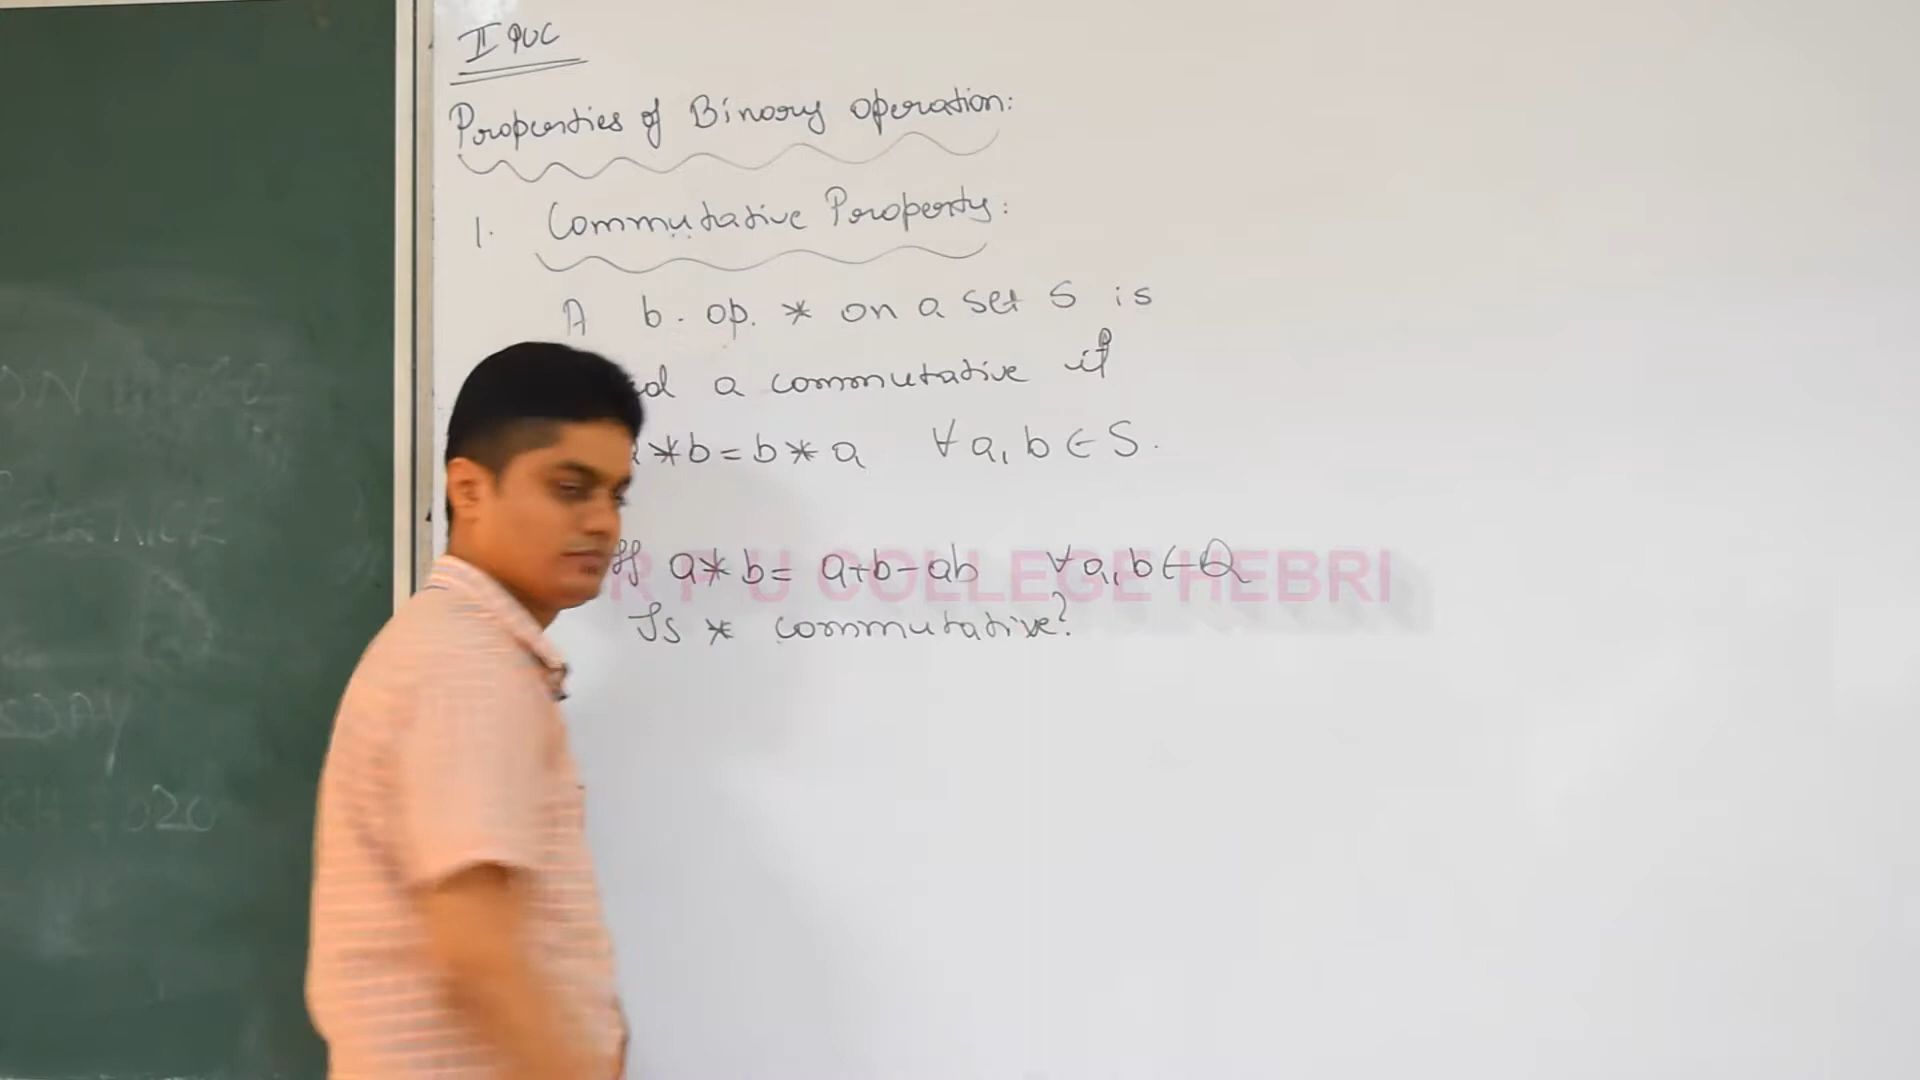 II PUC
Properties of Binary operation:
1. Commutative Property:
A b. op. * on a set S is
a commutative if
*b=b*a ∀a,b∈S.
If a*b= a+b-ab ∀a,b∈Q
Is * commutative?
P U COLLEGE HEBRI
020